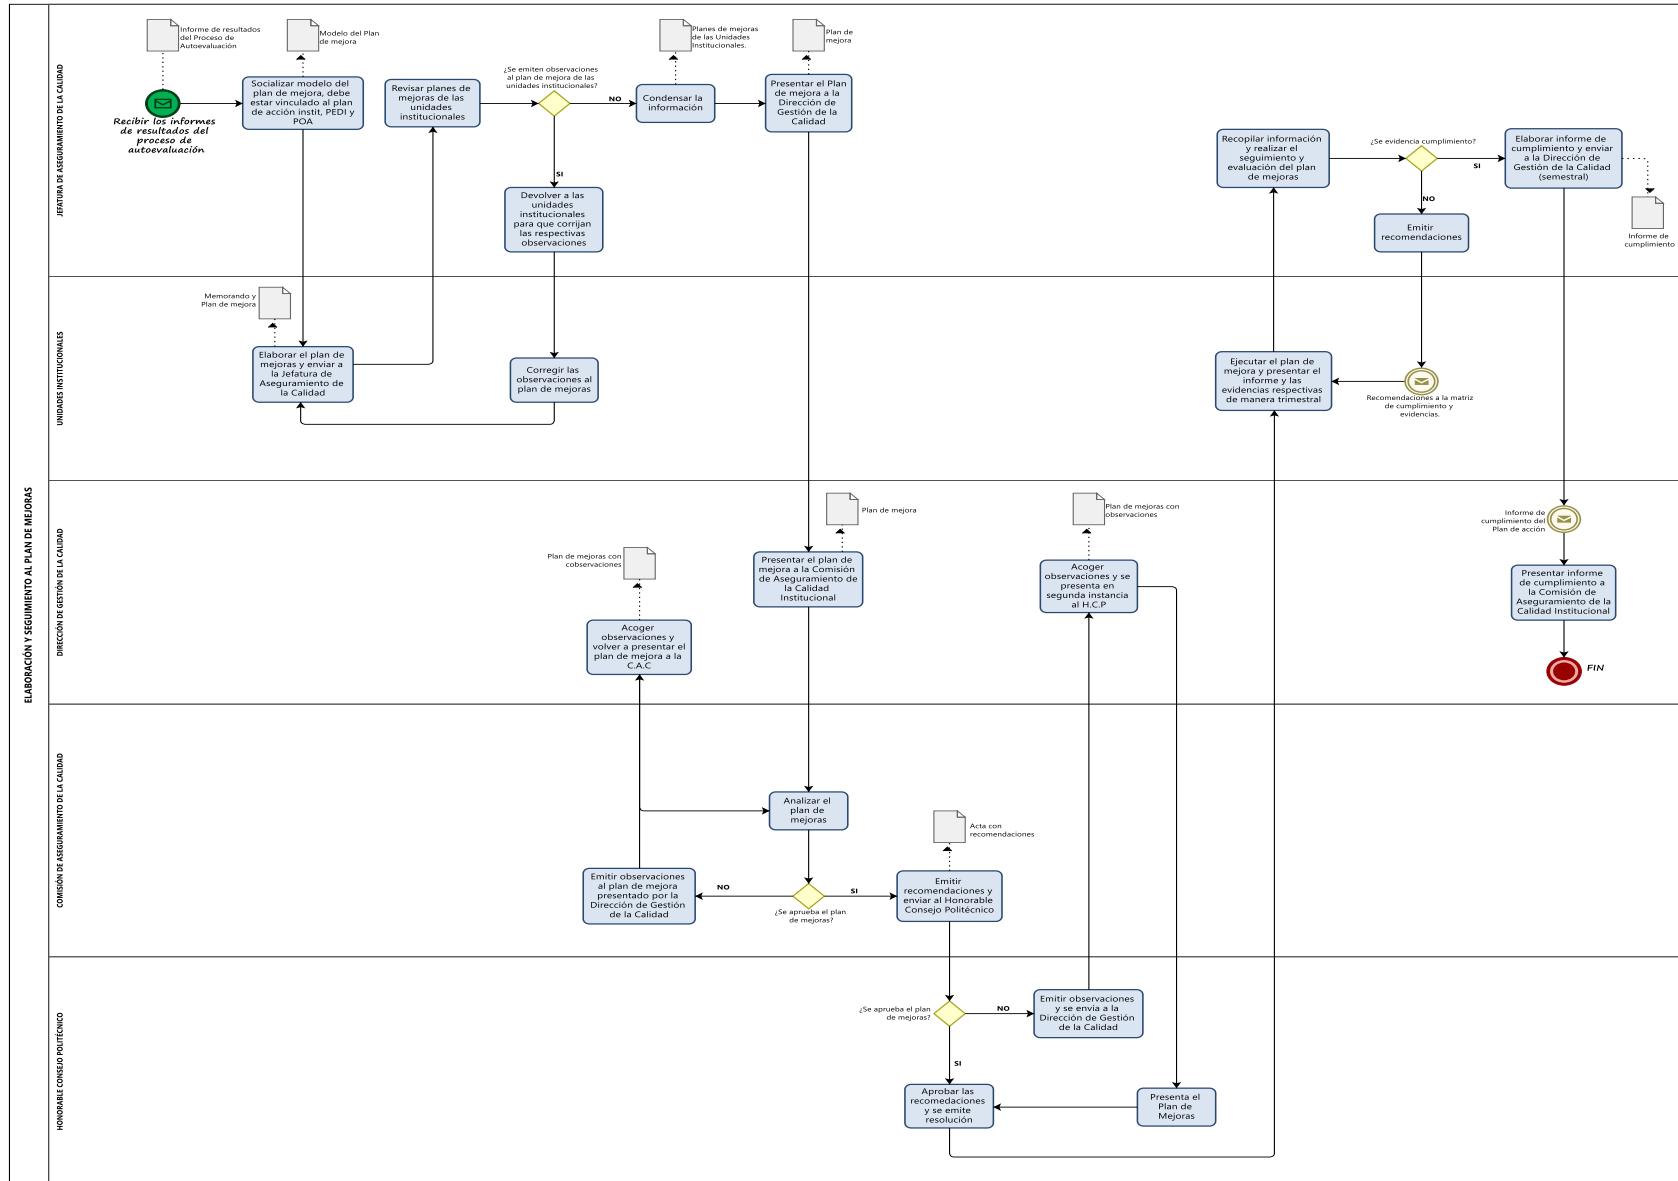 ELABORACIÓN Y SEGUIMIENTO AL PLAN DE MEJORAS
JEFATURA DE ASEGURAMIENTO DE LA CALIDAD
Informe de resultados
del Proceso de
Autoevaluación
Modelo del Plan
de mejora
Planes de mejoras
de las Unidades
Institucionales.
Plan de
mejora
Recibir los informes
de resultados del
proceso de
autoevaluación
Socializar modelo del
plan de mejora, debe
estar vinculado al plan
de acción instit, PEDI y
POA
Revisar planes de
mejoras de las
unidades
institucionales
¿Se emiten observaciones
al plan de mejora de las
unidades institucionales?
NO
SI
Condensar la
información
Presentar el Plan
de mejora a la
Dirección de
Gestión de la
Calidad
Devolver a las
unidades
institucionales
para que corrijan
las respectivas
observaciones
Recopilar información
y realizar el
seguimiento y
evaluación del plan
de mejoras
¿Se evidencia cumplimiento?
SI
NO
Elaborar informe de
cumplimiento y enviar
a la Dirección de
Gestión de la Calidad
(semestral)
Emitir
recomendaciones
Informe de
cumplimiento
UNIDADES INSTITUCIONALES
Memorando y
Plan de mejora
Elaborar el plan de
mejoras y enviar a
la Jefatura de
Aseguramiento de
la Calidad
Corregir las
observaciones al
plan de mejoras
Ejecutar el plan de
mejora y presentar el
informe y las
evidencias respectivas
de manera trimestral
Recomendaciones a la matriz
de cumplimiento y
evidencias.
DIRECCIÓN DE GESTIÓN DE LA CALIDAD
Plan de mejoras con
cobservaciones
Acoger
observaciones y
volver a presentar el
plan de mejora a la
C.A.C
Plan de mejora
Presentar el plan de
mejora a la Comisión
de Aseguramiento de
la Calidad
Institucional
Plan de mejoras con
observaciones
Acoger
observaciones y se
presenta en
segunda instancia
al H.C.P
Informe de
cumplimiento del
Plan de acción
Presentar informe
de cumplimiento a
la Comisión de
Aseguramiento de la
Calidad Institucional
FIN
COMISIÓN DE ASEGURAMIENTO DE LA CALIDAD
Analizar el
plan de
mejoras
Emitir observaciones
al plan de mejora
presentado por la
Dirección de Gestión
de la Calidad
NO
SI
¿Se aprueba el plan
de mejoras?
Acta con
recomendaciones
Emitir
recomendaciones y
enviar al Honorable
Consejo Politécnico
HONORABLE CONSEJO POLITÉCNICO
¿Se aprueba el plan
de mejoras?
NO
SI
Emitir observaciones
y se envia a la
Dirección de Gestión
de la Calidad
Aprobar las
recomedaciones
y se emite
resolución
Presenta el
Plan de
Mejoras